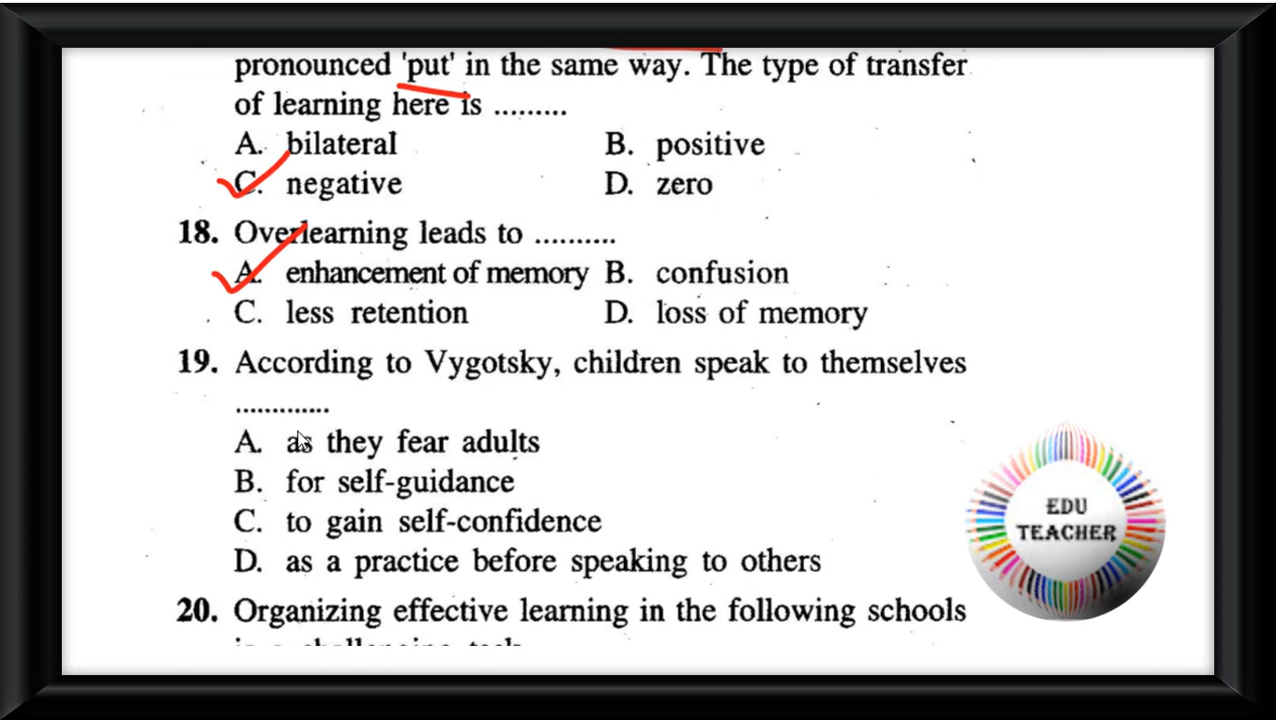 pronounced 'put' in the same way. The type of transfer
of learning here is .........
A. bilateral B. positive
C. negative D. zero
18. Overlearning leads to ..........
A. enhancement of memory B. confusion
C. less retention D. loss of memory
19. According to Vygotsky, children speak to themselves
.............
A. as they fear adults
B. for self-guidance
C. to gain self-confidence
D. as a practice before speaking to others
EDU
TEACHER
20. Organizing effective learning in the following schools